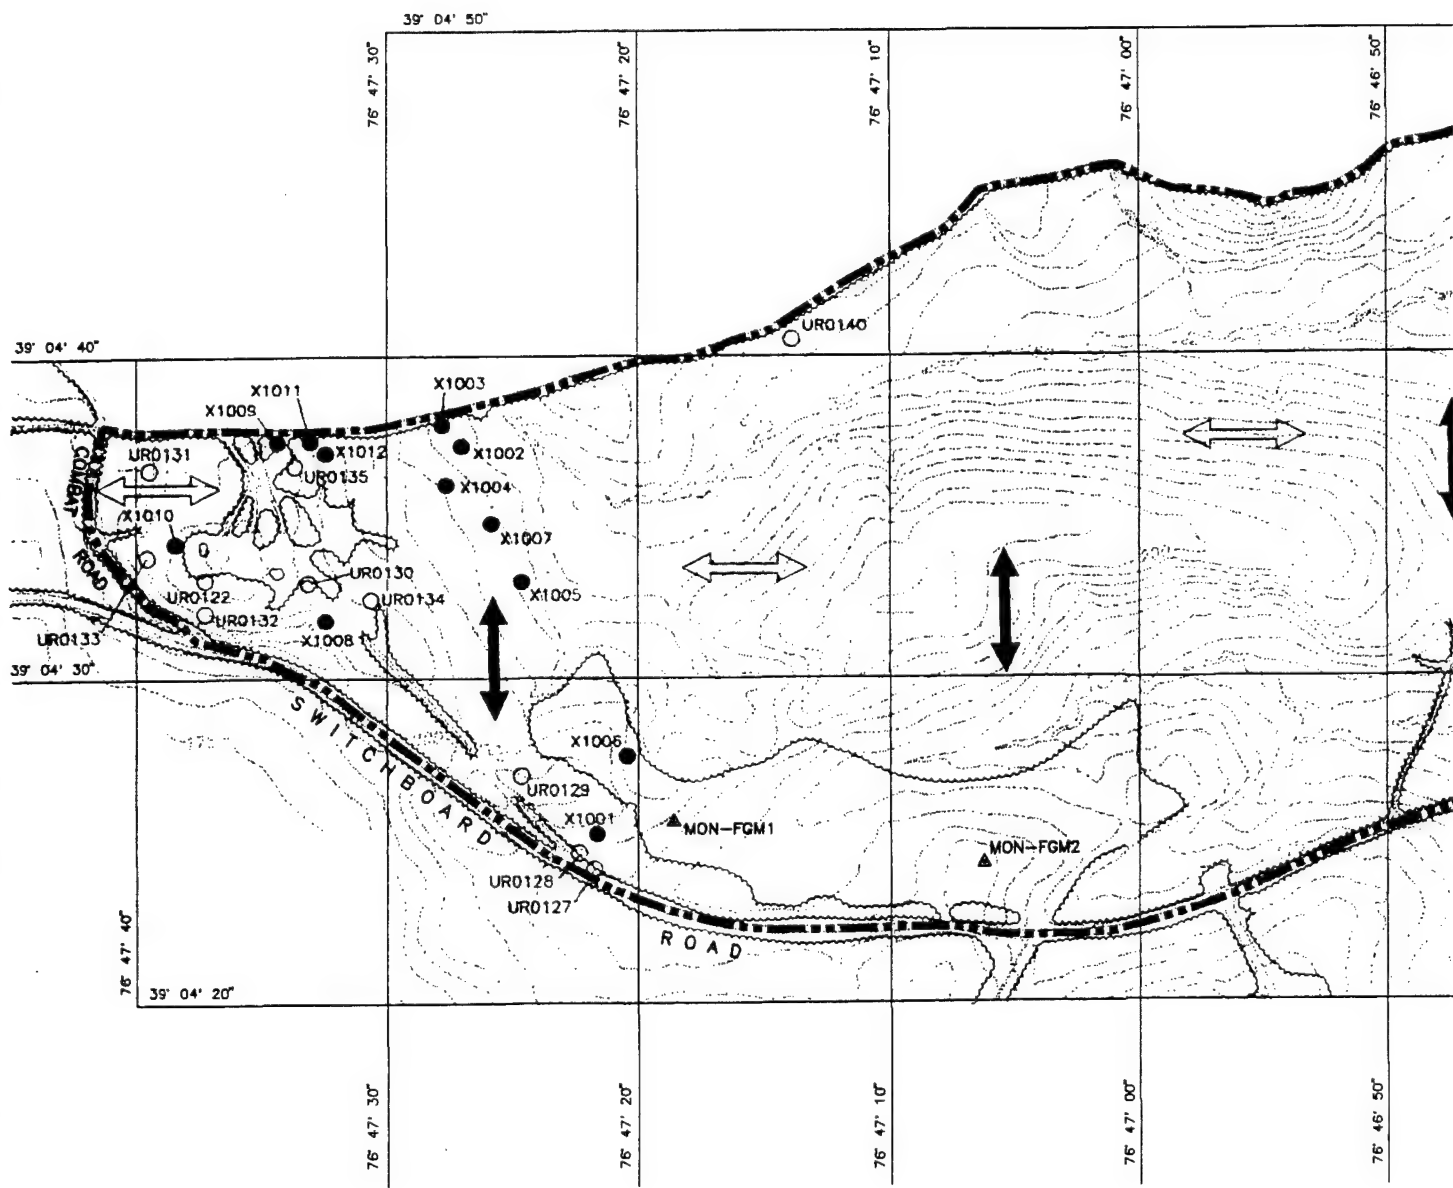 39° 04' 50"
76° 47' 30"
76° 47' 20"
76° 47' 10"
76° 47' 00"
76° 46' 50"
UR0140
39° 04' 40"
X1003
X1011
X1009
UR0131
X1012
X1002
COMBAT
UR0135
X1004
X1010
X1007
ROAD
UR0130
X1005
UR0122
UR0134
UR0132
UR0133
X1008
39° 04' 30"
SWITCHBOARD
X1006
UR0129
X1001
MON-FGM1
MON-FGM2
UR0128
UR0127
ROAD
76° 47' 40"
39° 04' 20"
76° 47' 30"
76° 47' 20"
76° 47' 10"
76° 47' 00"
76° 46' 50"